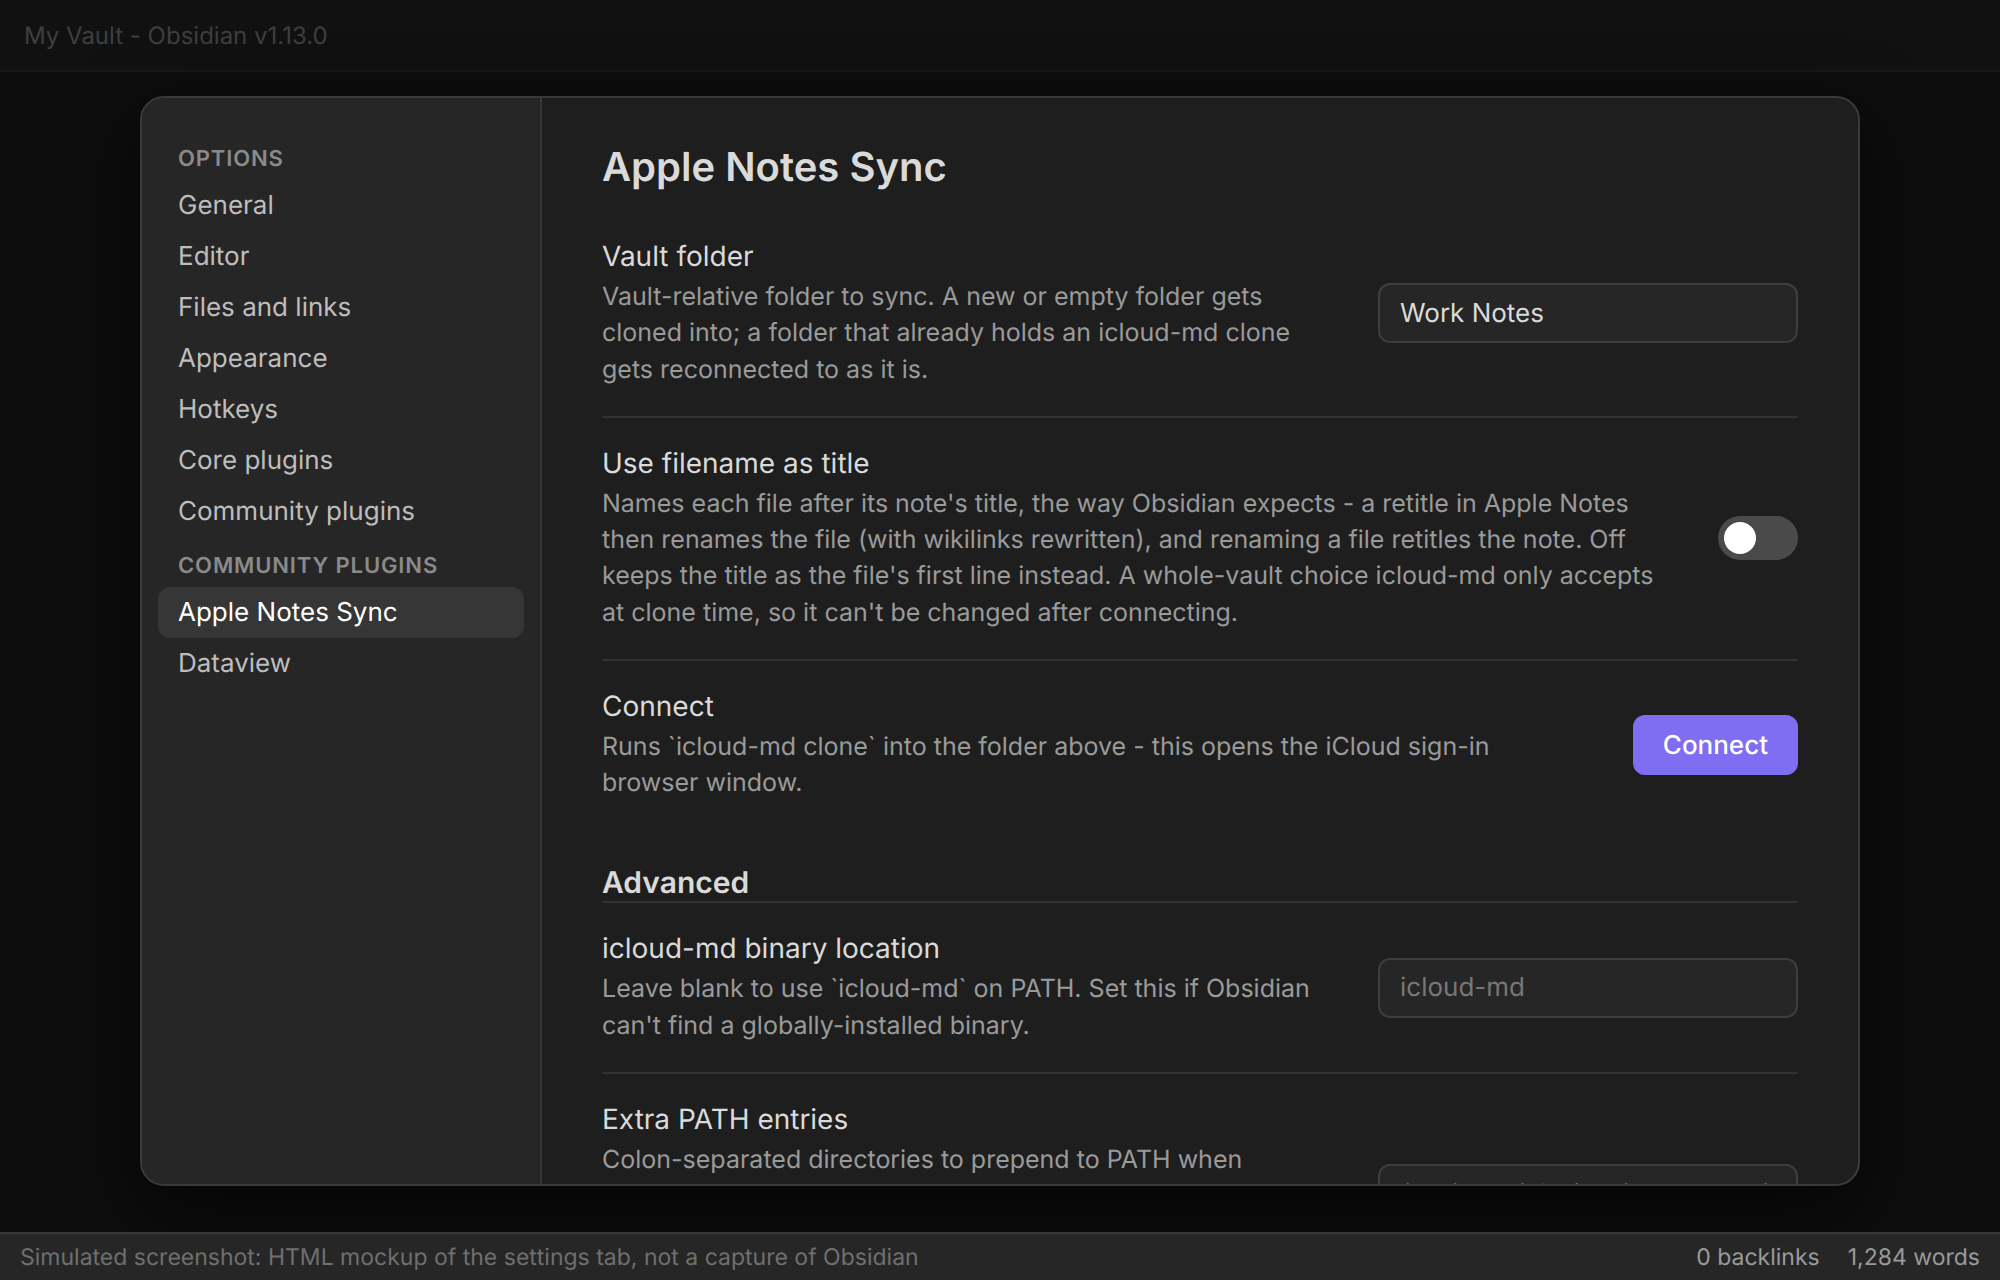 My Vault - Obsidian v1.13.0
OPTIONS
General
Editor
Files and links
Appearance
Hotkeys
Core plugins
Community plugins
COMMUNITY PLUGINS
Apple Notes Sync
Dataview
Apple Notes Sync
Vault folder
Vault-relative folder to sync. A new or empty folder gets
cloned into; a folder that already holds an icloud-md clone
gets reconnected to as it is.
Work Notes
Use filename as title
Names each file after its note's title, the way Obsidian expects - a retitle in Apple Notes
then renames the file (with wikilinks rewritten), and renaming a file retitles the note. Off
keeps the title as the file's first line instead. A whole-vault choice icloud-md only accepts
at clone time, so it can't be changed after connecting.
Connect
Runs `icloud-md clone` into the folder above - this opens the iCloud sign-in
browser window.
Connect
Advanced
icloud-md binary location
Leave blank to use `icloud-md` on PATH. Set this if Obsidian
can't find a globally-installed binary.
icloud-md
Extra PATH entries
Colon-separated directories to prepend to PATH when
Simulated screenshot: HTML mockup of the settings tab, not a capture of Obsidian
0 backlinks
1,284 words